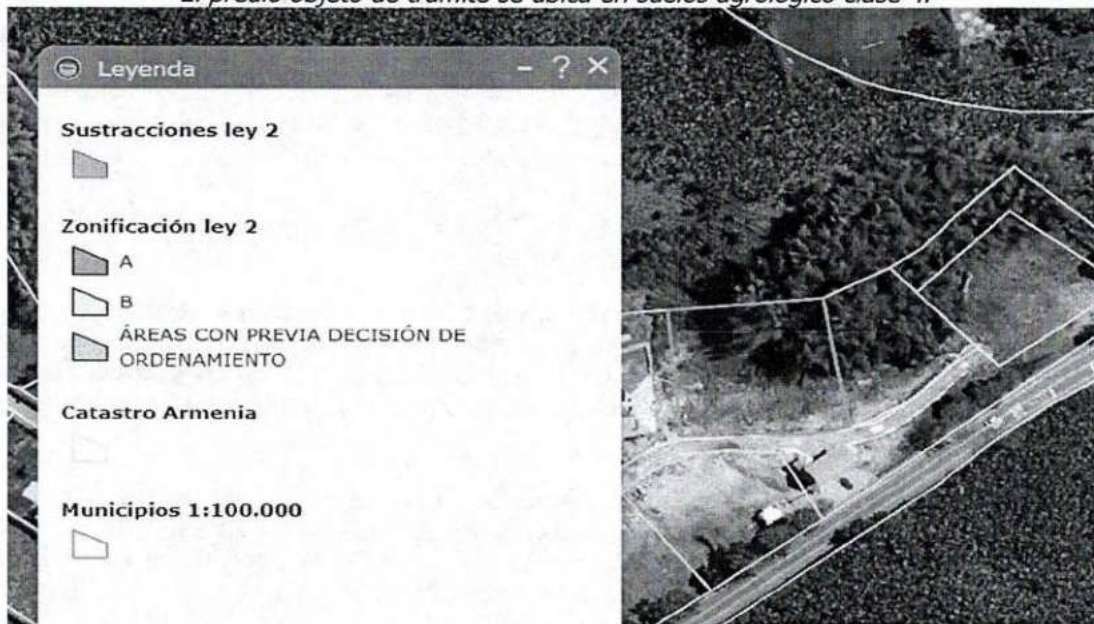 El predio objeto de trámite se ubica en suelos agrológico clase 4.
Leyenda – ? ×
Sustracciones ley 2
Zonificación ley 2
A
B
ÁREAS CON PREVIA DECISIÓN DE
ORDENAMIENTO
Catastro Armenia
Municipios 1:100.000